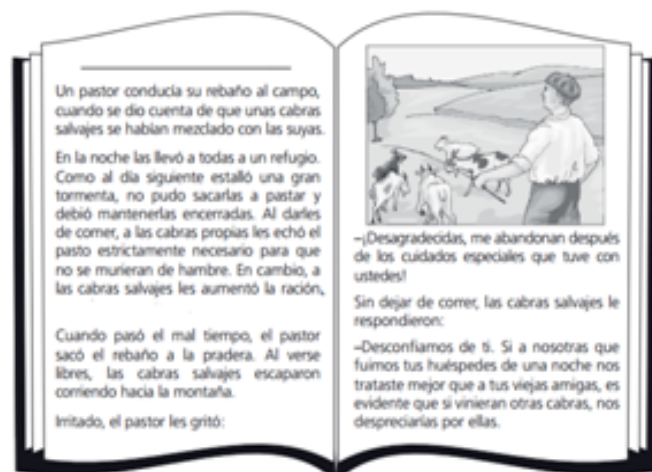 Un pastor conducía su rebaño al campo,
cuando se dio cuenta de que unas cabras
salvajes se habían mezclado con las suyas.
En la noche las llevó a todas a un refugio.
Como al día siguiente estalló una gran
tormenta, no pudo sacarlas a pastar y
debió mantenerlas encerradas. Al darles
de comer, a las cabras propias les echó el
pasto estrictamente necesario para que
no se murieran de hambre. En cambio, a
las cabras salvajes les aumentó la ración,
Cuando pasó el mal tiempo, el pastor
sacó el rebaño a la pradera. Al verse
libres, las cabras salvajes escaparon
corriendo hacia la montaña.
Irritado, el pastor les gritó:
–¡Desagradecidas, me abandonan después
de los cuidados especiales que tuve con
ustedes!
Sin dejar de correr, las cabras salvajes le
respondieron:
–Desconfiamos de ti. Si a nosotras que
fuimos tus huéspedes de una noche nos
trataste mejor que a tus viejas amigas, es
evidente que si vinieran otras cabras, nos
despreciarías por ellas.